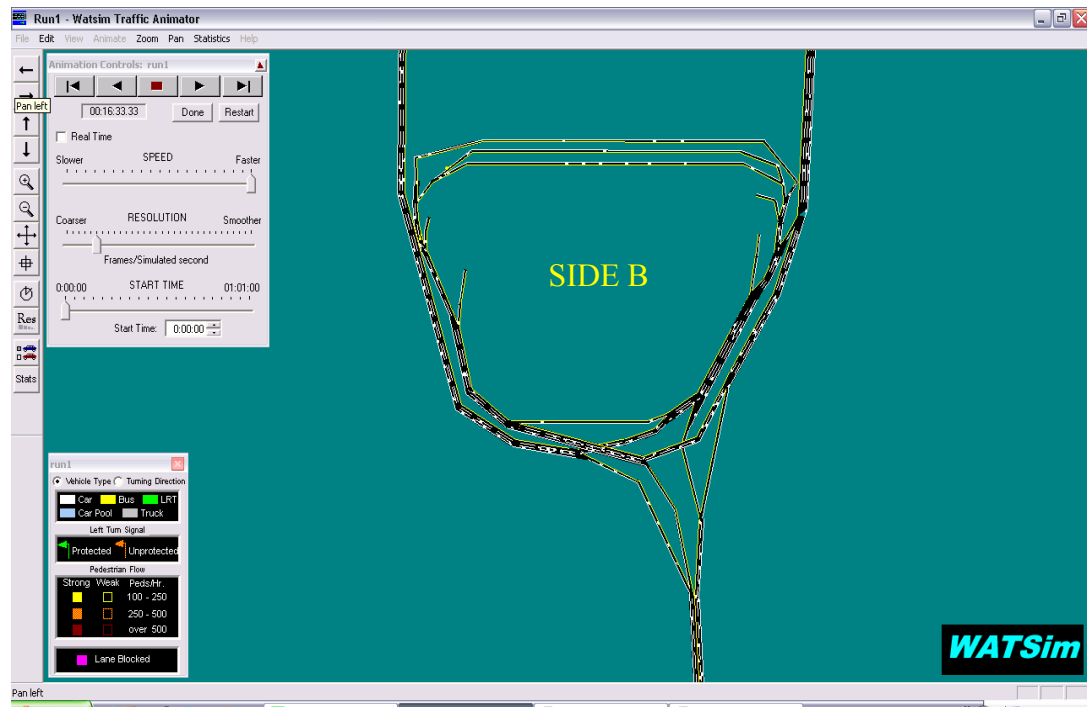 Run1 - Watsim Traffic Animator
File Edit View Animate Zoom Pan Statistics Help
Animation Controls: run1
Pan left
00:16:33.33 Done Restart
Real Time
Slower SPEED Faster
Coarser RESOLUTION Smoother
Frames/Simulated second
0:00:00 START TIME 01:01:00
Start Time: 0:00:00
Res
Stats
SIDE B
run1
Vehicle Type Turning Direction
Car Bus LRT
Car Pool Truck
Left Turn Signal
Protected Unprotected
Pedestrian Flow
Strong Weak Peds/Hr.
100 - 250
250 - 500
over 500
Lane Blocked
WATSim
Pan left